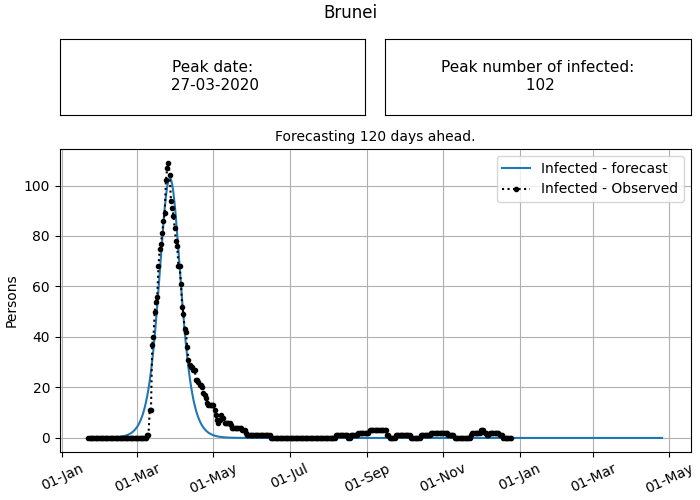 Brunei
Peak date:
27-03-2020
Peak number of infected:
102
Forecasting 120 days ahead.
Infected - forecast
Infected - Observed
Persons
100
80
60
40
20
0
01-Jan
01-Mar
01-May
01-Jul
01-Sep
01-Nov
01-Jan
01-Mar
01-May